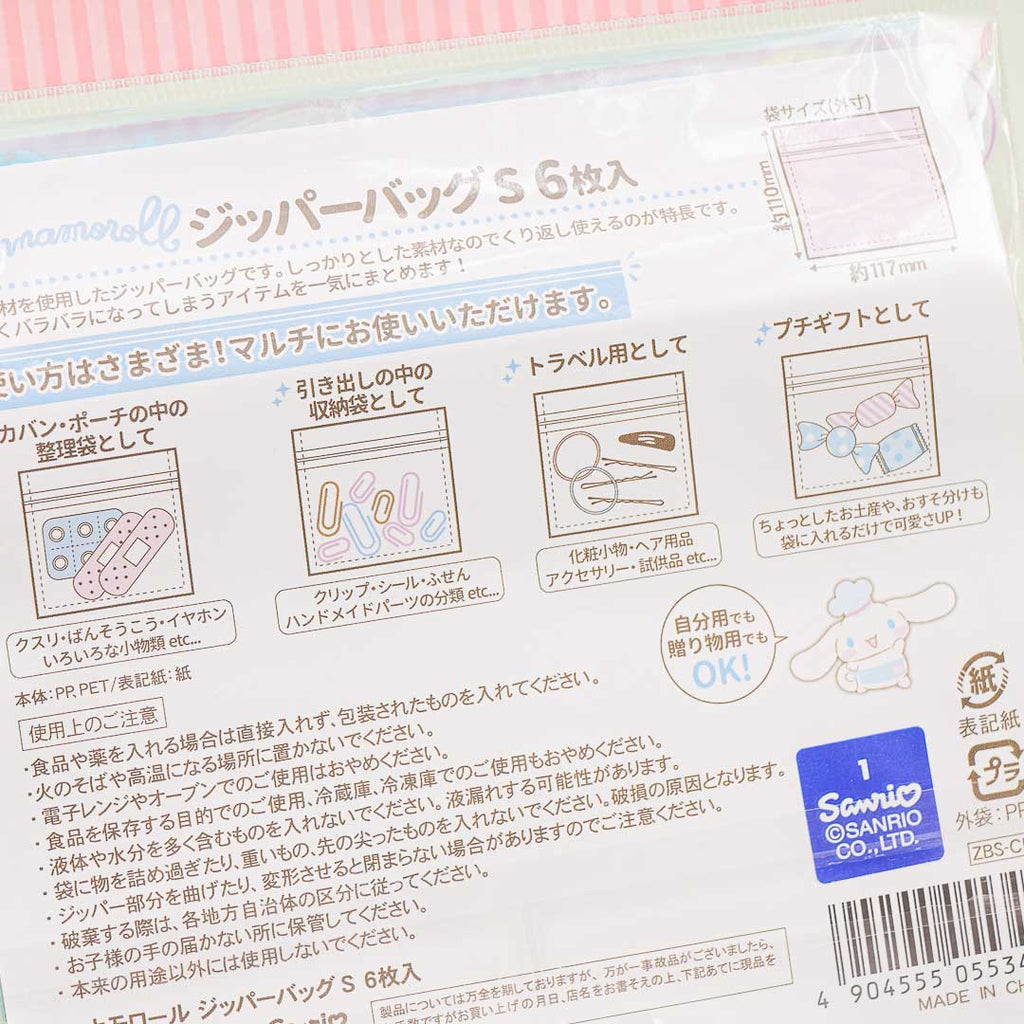 袋サイズ(外寸)
約110mm
約117mm
namoroll ジッパーバッグ S 6枚入
材を使用したジッパーバッグです。しっかりとした素材なのでくり返し使えるのが特長です。
くバラバラになってしまうアイテムを一気にまとめます！
い方はさまざま！マルチにお使いいただけます。
カバン・ポーチの中の
整理袋として
クスリ・ばんそうこう・イヤホン
いろいろな小物類 etc...
引き出しの中の
収納袋として
クリップ・シール・ふせん
ハンドメイドパーツの分類 etc...
トラベル用として
化粧小物・ヘア用品
アクセサリー・試供品 etc...
プチギフトとして
ちょっとしたお土産や、おすそ分けも
袋に入れるだけで可愛さUP！
自分用でも
贈り物用でも
OK!
本体：PP, PET/表記紙：紙
使用上のご注意
・食品や薬を入れる場合は直接入れず、包装されたものを入れてください。
・火のそばや高温になる場所に置かないでください。
・電子レンジやオーブンでのご使用はおやめください。
・食品を保存する目的でのご使用、冷蔵庫、冷凍庫でのご使用もおやめください。
・液体や水分を多く含むものを入れないでください。液漏れする可能性があります。
・袋に物を詰め過ぎたり、重いもの、先の尖ったものを入れないでください。破損の原因となります。
・ジッパー部分を曲げたり、変形させると閉まらない場合がありますのでご注意ください。
・破棄する際は、各地方自治体の区分に従ってください。
・お子様の手の届かない所に保管してください。
・本来の用途以外には使用しないでください。
紙
表記紙
プラ
外袋：PP
ZBS-C
1
Sanrio
©SANRIO
CO.,LTD.
モロール ジッパーバッグ S 6枚入
Sanrio
製品については万全を期しておりますが、万が一事故品がございましたら、
手数ですがお買い上げの月日、店名をお書そえの上、下記あてに現品を
4 904555 0553
MADE IN CH